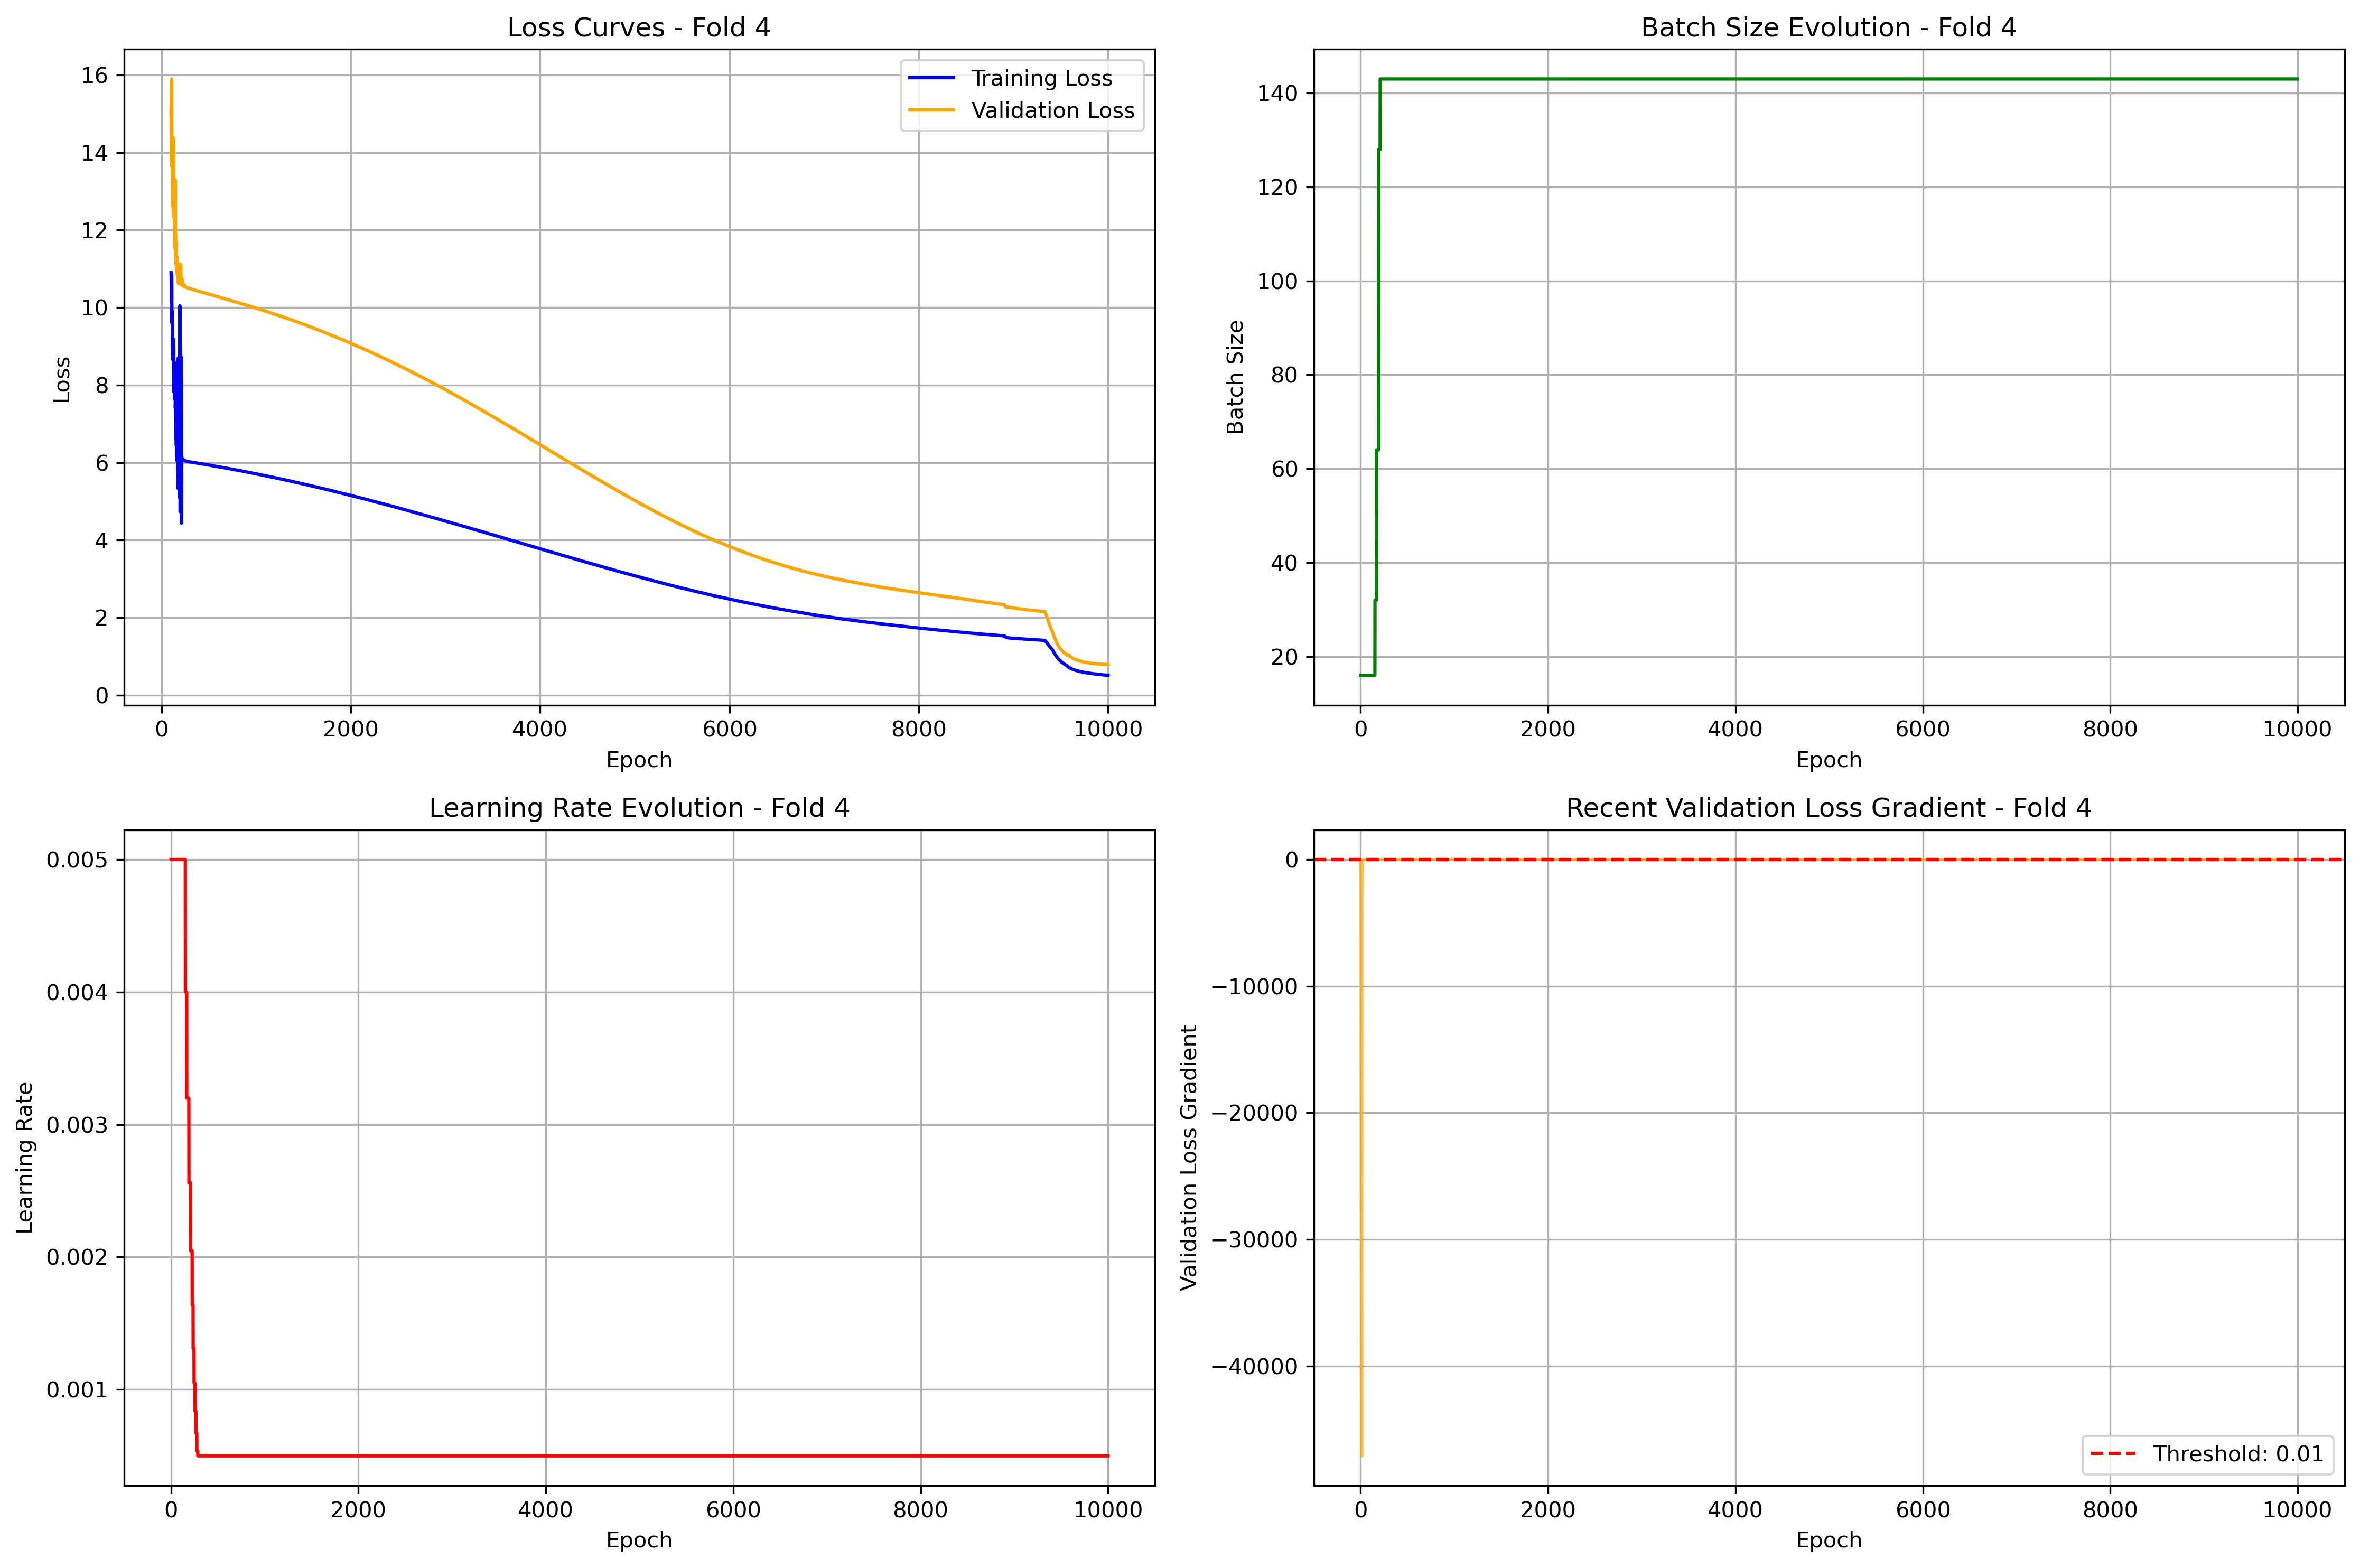 Loss Curves - Fold 4
16
14
12
10
8
6
4
2
0
Loss
Training Loss
Validation Loss
0 2000 4000 6000 8000 10000
Epoch
Batch Size Evolution - Fold 4
140
120
100
80
60
40
20
Batch Size
0 2000 4000 6000 8000 10000
Epoch
Learning Rate Evolution - Fold 4
0.005
0.004
0.003
0.002
0.001
Learning Rate
0 2000 4000 6000 8000 10000
Epoch
Recent Validation Loss Gradient - Fold 4
0
−10000
−20000
−30000
−40000
Validation Loss Gradient
Threshold: 0.01
0 2000 4000 6000 8000 10000
Epoch